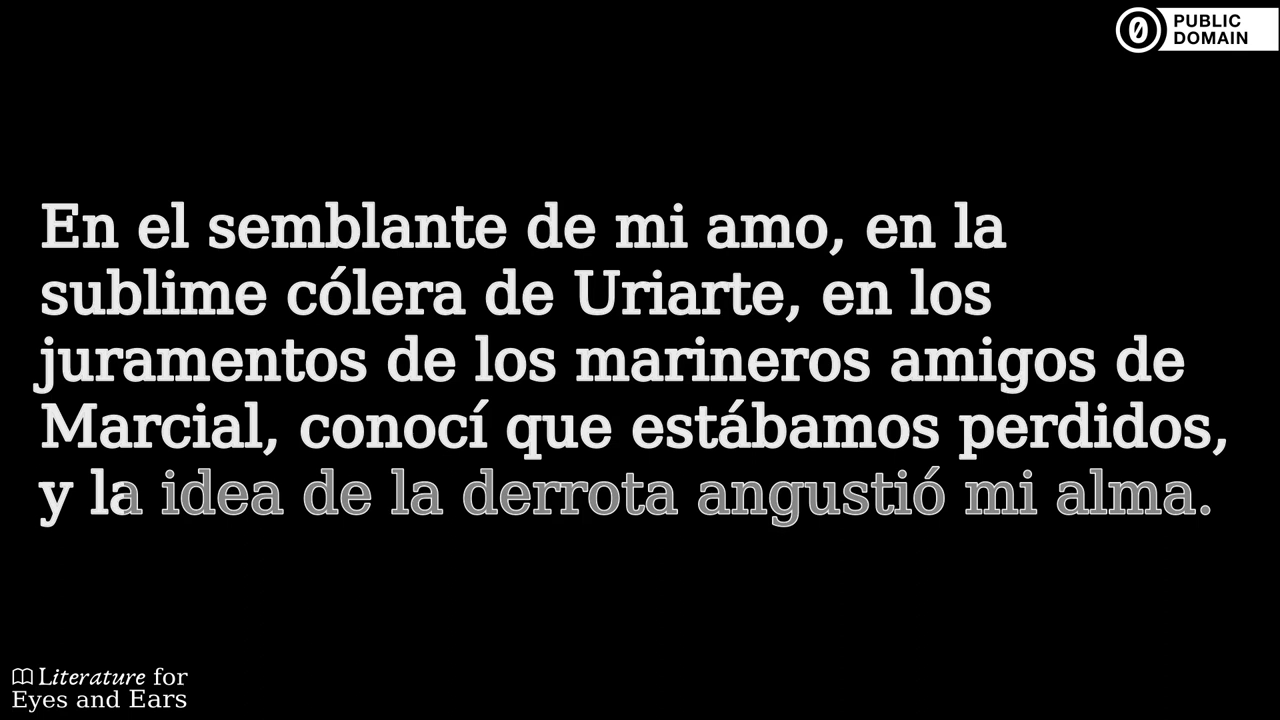 PUBLIC
DOMAIN
En el semblante de mi amo, en la
sublime cólera de Uriarte, en los
juramentos de los marineros amigos de
Marcial, conocí que estábamos perdidos,
y la idea de la derrota angustió mi alma.
Literature for
Eyes and Ears